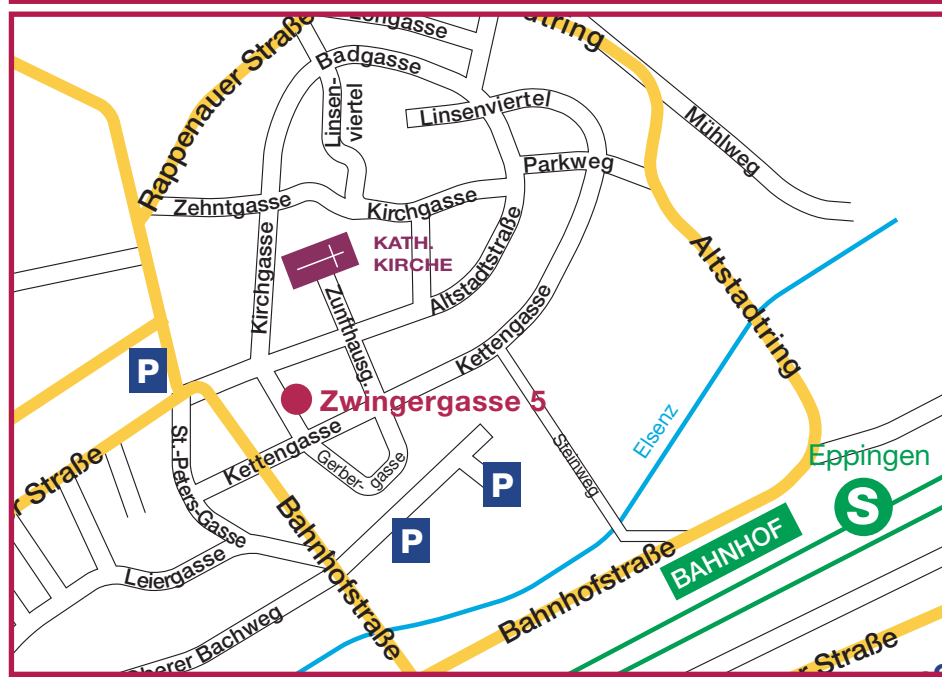 Badgasse
Rappenauer Straße
Linsen-
viertel
Linsenviertel
Mühlweg
Parkweg
Zehntgasse
Kirchgasse
KATH.
KIRCHE
Kirchgasse
Zunfthausg.
Altstadtstraße
Altstadtring
Kettengasse
P
Zwingergasse 5
St.-Peters-Gasse
Kettengasse
Gerber-
gasse
Steinweg
Elsenz
Eppingen
S
r Straße
P
P
Bahnhofstraße
Leiergasse
BAHNHOF
Bahnhofstraße
Oberer Bachweg
r Straße